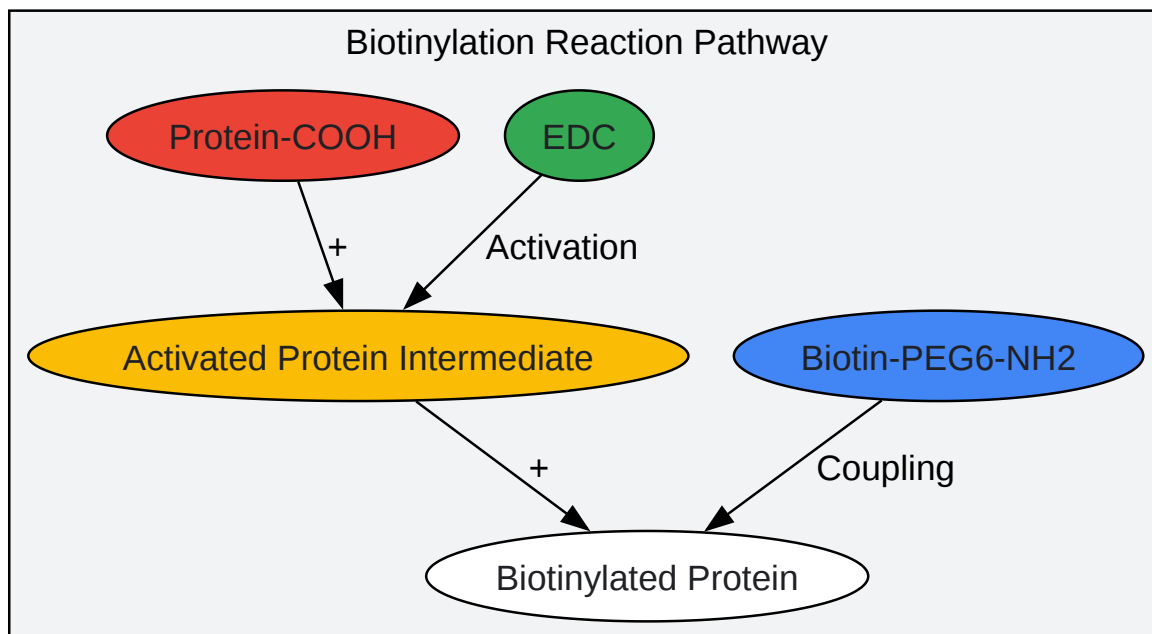 Biotinylation Reaction Pathway
Protein-COOH
EDC
+
Activation
Activated Protein Intermediate
Biotin-PEG6-NH2
+
Coupling
Biotinylated Protein